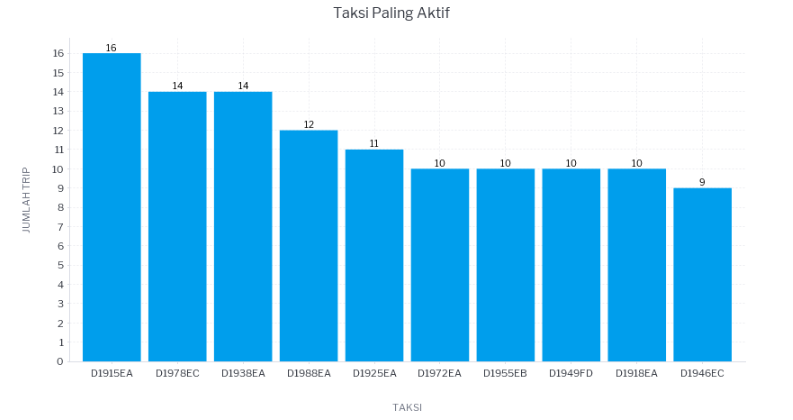 Taksi Paling Aktif
JUMLAH TRIP
16
15
14
13
12
11
10
9
8
7
6
5
4
3
2
1
0
16
14
14
12
11
10
10
10
10
9
D1915EA
D1978EC
D1938EA
D1988EA
D1925EA
D1972EA
D1955EB
D1949FD
D1918EA
D1946EC
TAKSI